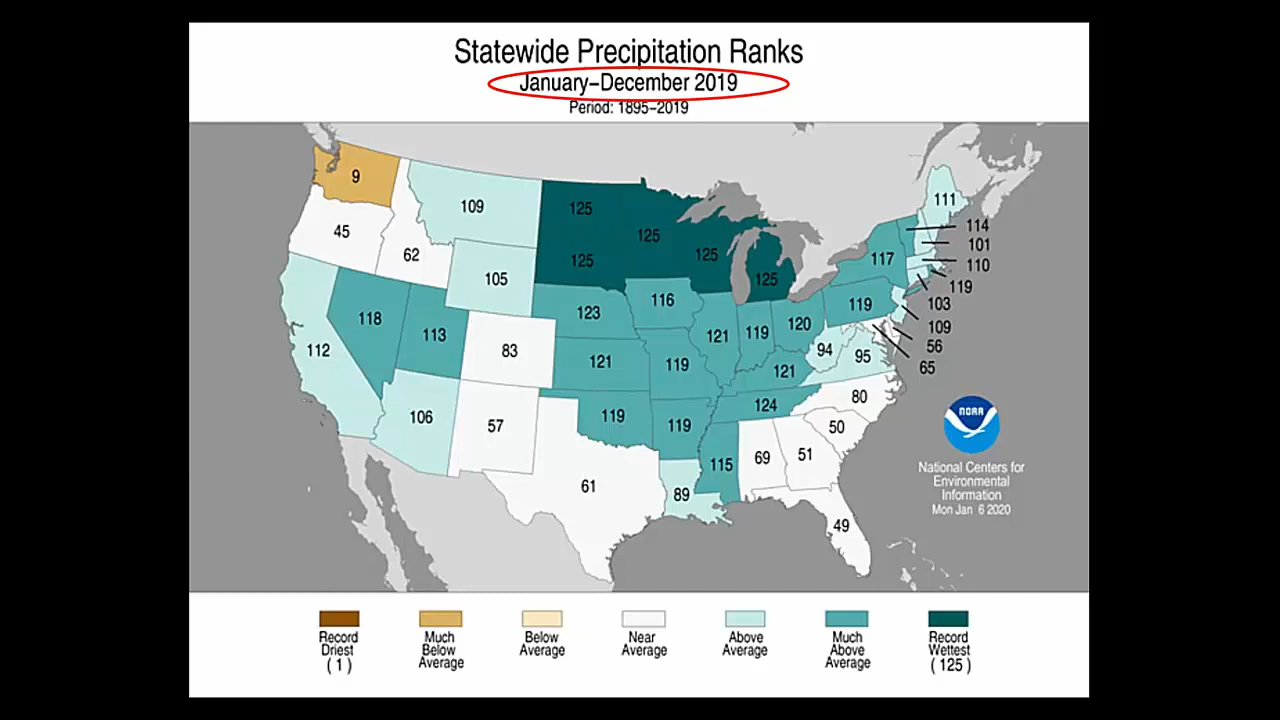 Statewide Precipitation Ranks
January–December 2019
Period: 1895–2019
9
109
125
111
45
62
125
125
125
125
114
101
110
119
103
109
56
65
117
105
116
123
118
113
112
83
121
119
121
119
120
119
94
95
121
106
57
119
119
124
80
50
115
69
51
61
89
49
NOAA
National Centers for
Environmental
Information
Mon Jan 6 2020
Record
Driest
(1)
Much
Below
Average
Below
Average
Near
Average
Above
Average
Much
Above
Average
Record
Wettest
(125)